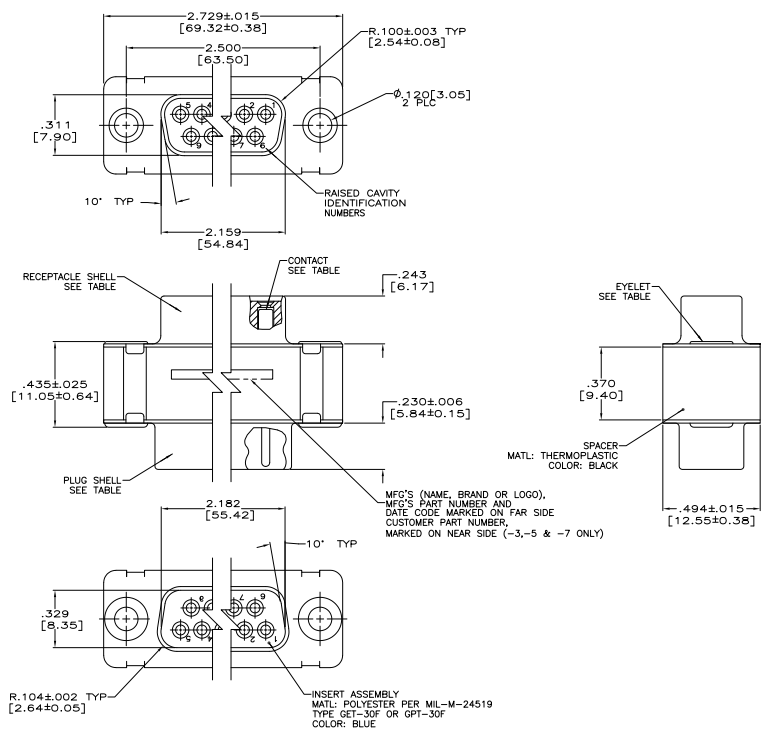 2.729±.015
[69.32±0.38]
2.500
[63.50]
R.100±.003 TYP
[2.54±0.08]
Ø.120[3.05]
2 PLC
.311
[7.90]
5 4 2 1
9 7 6
10° TYP
RAISED CAVITY
IDENTIFICATION
NUMBERS
2.159
[54.84]
RECEPTACLE SHELL
SEE TABLE
CONTACT
SEE TABLE
.243
[6.17]
EYELET
SEE TABLE
.435±.025
[11.05±0.64]
.370
[9.40]
.230±.006
[5.84±0.15]
SPACER
MATL: THERMOPLASTIC
COLOR: BLACK
PLUG SHELL
SEE TABLE
MFG'S (NAME, BRAND OR LOGO),
MFG'S PART NUMBER AND
DATE CODE MARKED ON FAR SIDE
CUSTOMER PART NUMBER,
MARKED ON NEAR SIDE (-3,-5 & -7 ONLY)
.494±.015
[12.55±0.38]
2.182
[55.42]
10° TYP
.329
[8.35]
8 7 6
5 4 2 1
R.104±.002 TYP
[2.64±0.05]
INSERT ASSEMBLY
MATL: POLYESTER PER MIL-M-24519
TYPE GET-30F OR GPT-30F
COLOR: BLUE